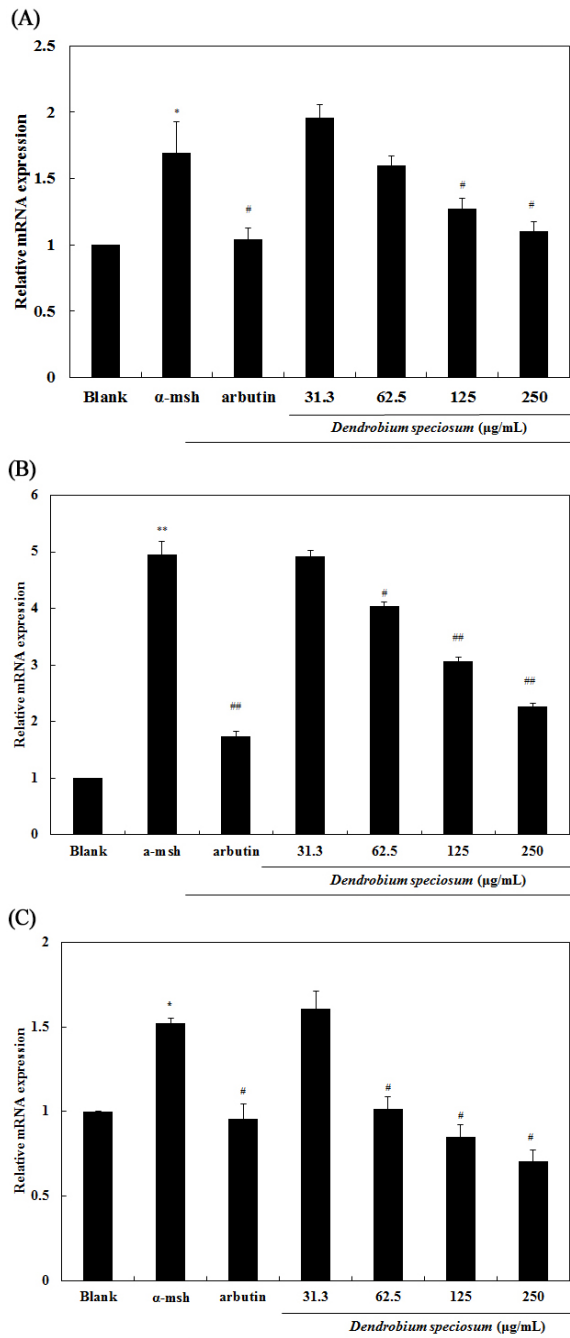 (A)
Relative mRNA expression
2.5
2
1.5
1
0.5
0
*
#
#
#
Blank α-msh arbutin 31.3 62.5 125 250
Dendrobium speciosum (μg/mL)
(B)
Relative mRNA expression
6
5
4
3
2
1
0
**
##
#
##
##
Blank a-msh arbutin 31.3 62.5 125 250
Dendrobium speciosum (μg/mL)
(C)
Relative mRNA expression
2
1.5
1
0.5
0
*
#
#
#
#
Blank α-msh arbutin 31.3 62.5 125 250
Dendrobium speciosum (μg/mL)